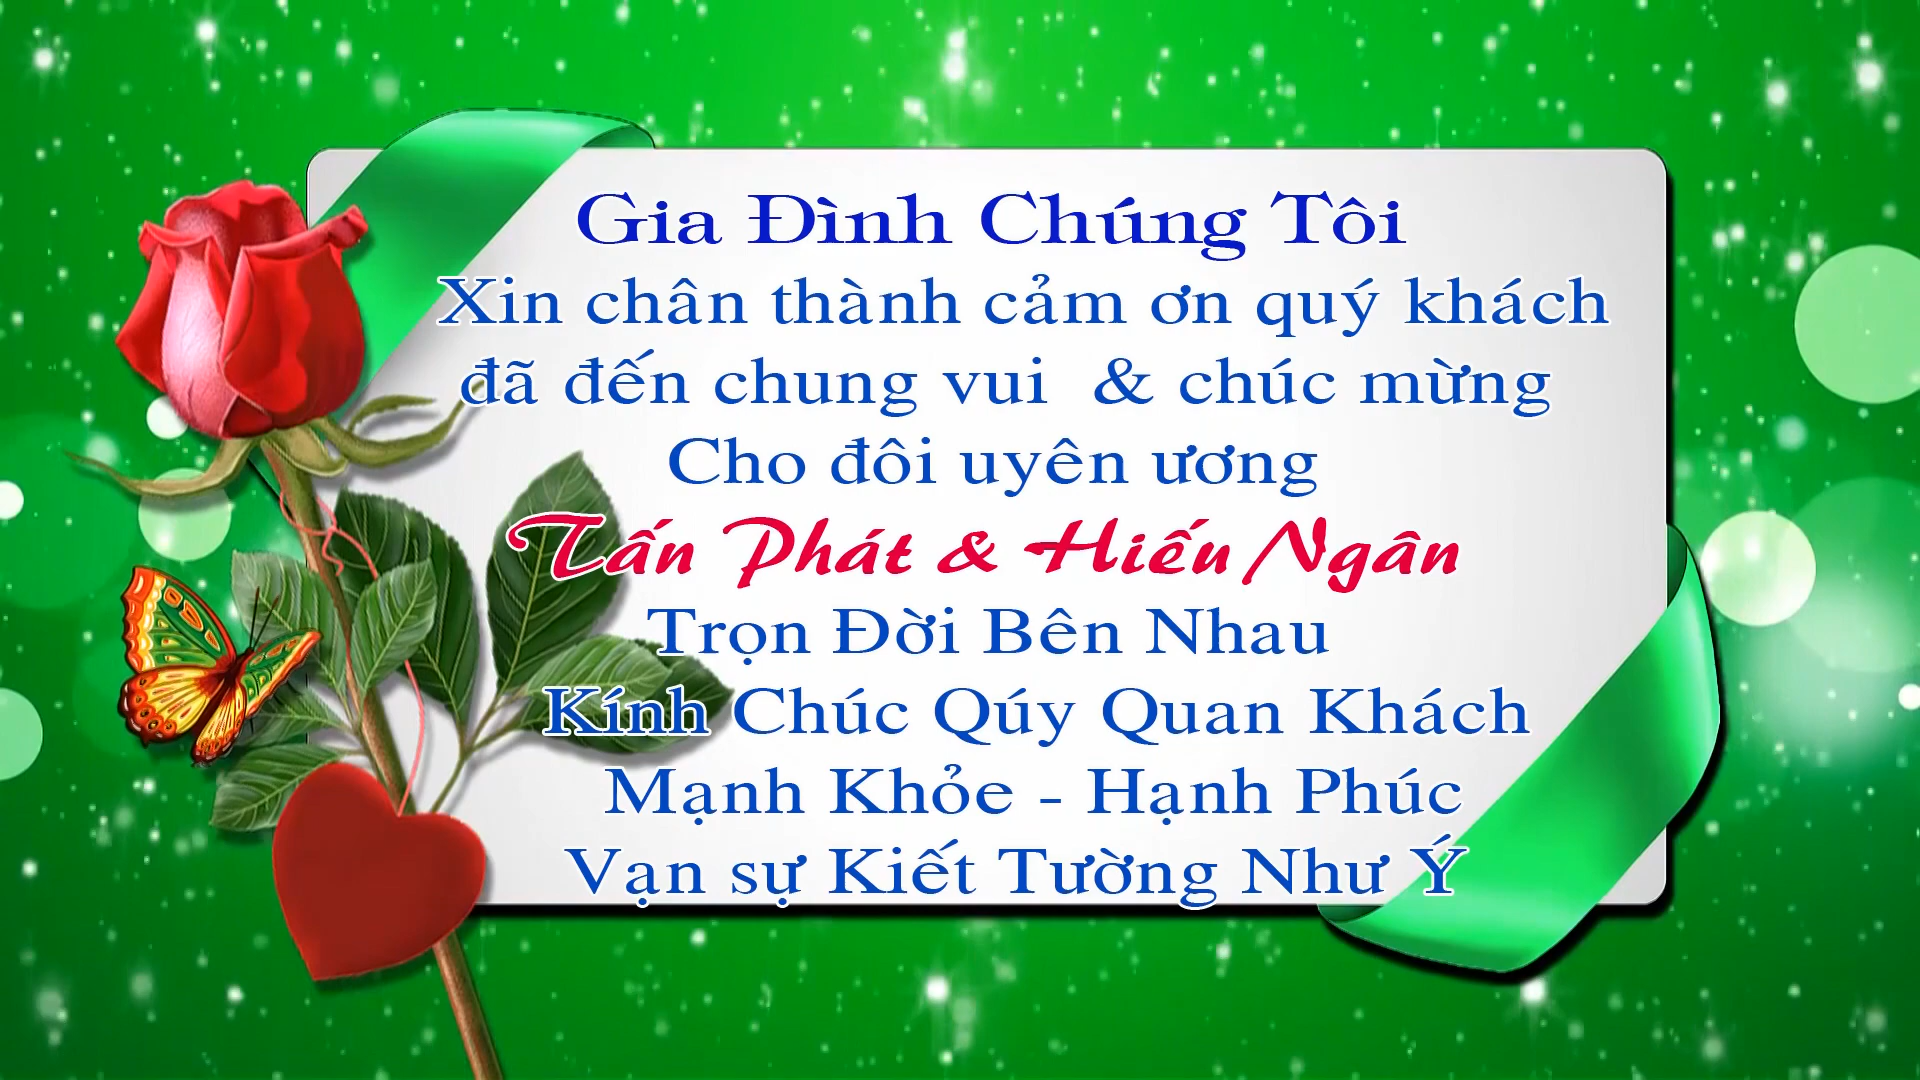 Gia Đình Chúng Tôi
Xin chân thành cảm ơn quý khách
đã đến chung vui & chúc mừng
Cho đôi uyên ương
Tấn Phát & Hiếu Ngân
Trọn Đời Bên Nhau
Kính Chúc Qúy Quan Khách
Mạnh Khỏe - Hạnh Phúc
Vạn sự Kiết Tường Như Ý